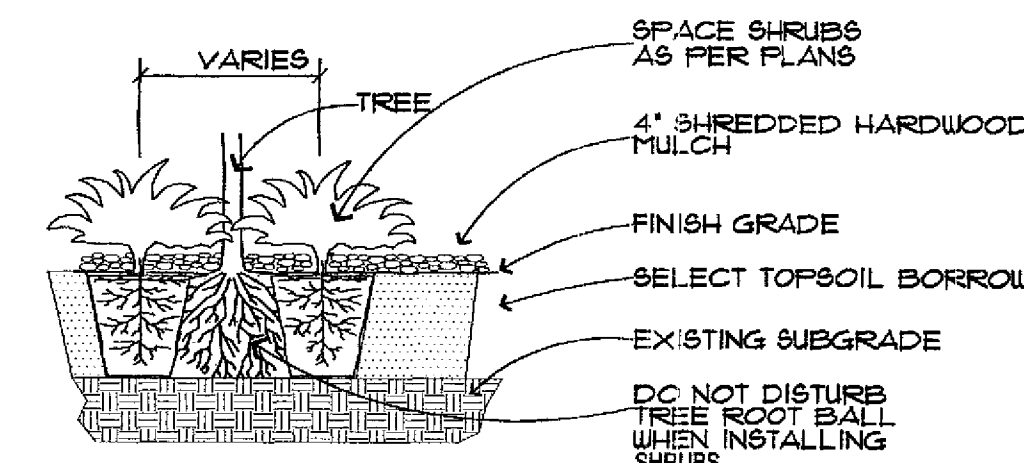 VARIES
TREE
SPACE SHRUBS
AS PER PLANS
4" SHREDDED HARDWOOD
MULCH
FINISH GRADE
SELECT TOPSOIL BORROW
EXISTING SUBGRADE
DO NOT DISTURB
TREE ROOT BALL
WHEN INSTALLING
SHRUBS